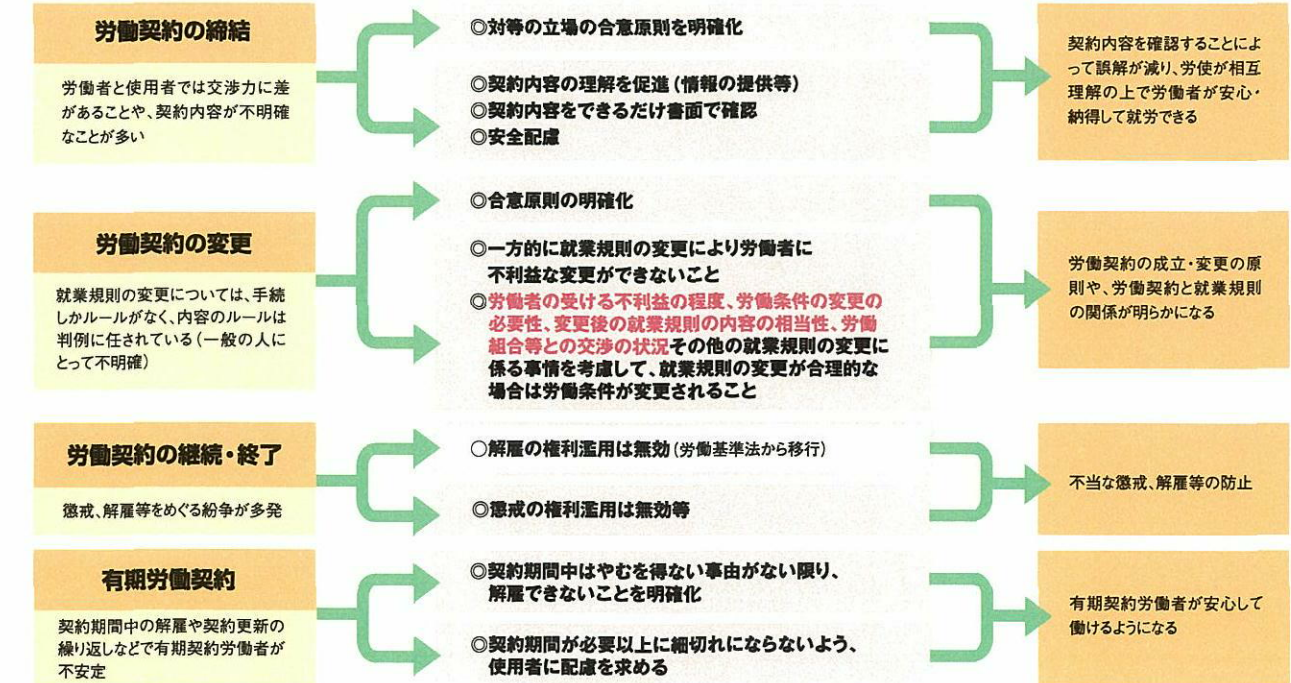 労働契約の締結
労働者と使用者では交渉力に差
があることや、契約内容が不明確
なことが多い
◎対等の立場の合意原則を明確化
◎契約内容の理解を促進(情報の提供等)
◎契約内容をできるだけ書面で確認
◎安全配慮
契約内容を確認することによ
って誤解が減り、労使が相互
理解の上で労働者が安心・
納得して就労できる
労働契約の変更
就業規則の変更については、手続
しかルールがなく、内容のルールは
判例に任されている(一般の人に
とって不明確)
◎合意原則の明確化
◎一方的に就業規則の変更により労働者に
不利益な変更ができないこと
◎労働者の受ける不利益の程度、労働条件の変更の
必要性、変更後の就業規則の内容の相当性、労働
組合等との交渉の状況その他の就業規則の変更に
係る事情を考慮して、就業規則の変更が合理的な
場合は労働条件が変更されること
労働契約の成立・変更の原
則や、労働契約と就業規則
の関係が明らかになる
労働契約の継続・終了
懲戒、解雇等をめぐる紛争が多発
○解雇の権利濫用は無効(労働基準法から移行)
◎懲戒の権利濫用は無効等
不当な懲戒、解雇等の防止
有期労働契約
契約期間中の解雇や契約更新の
繰り返しなどで有期契約労働者が
不安定
◎契約期間中はやむを得ない事由がない限り、
解雇できないことを明確化
◎契約期間が必要以上に細切れにならないよう、
使用者に配慮を求める
有期契約労働者が安心して
働けるようになる